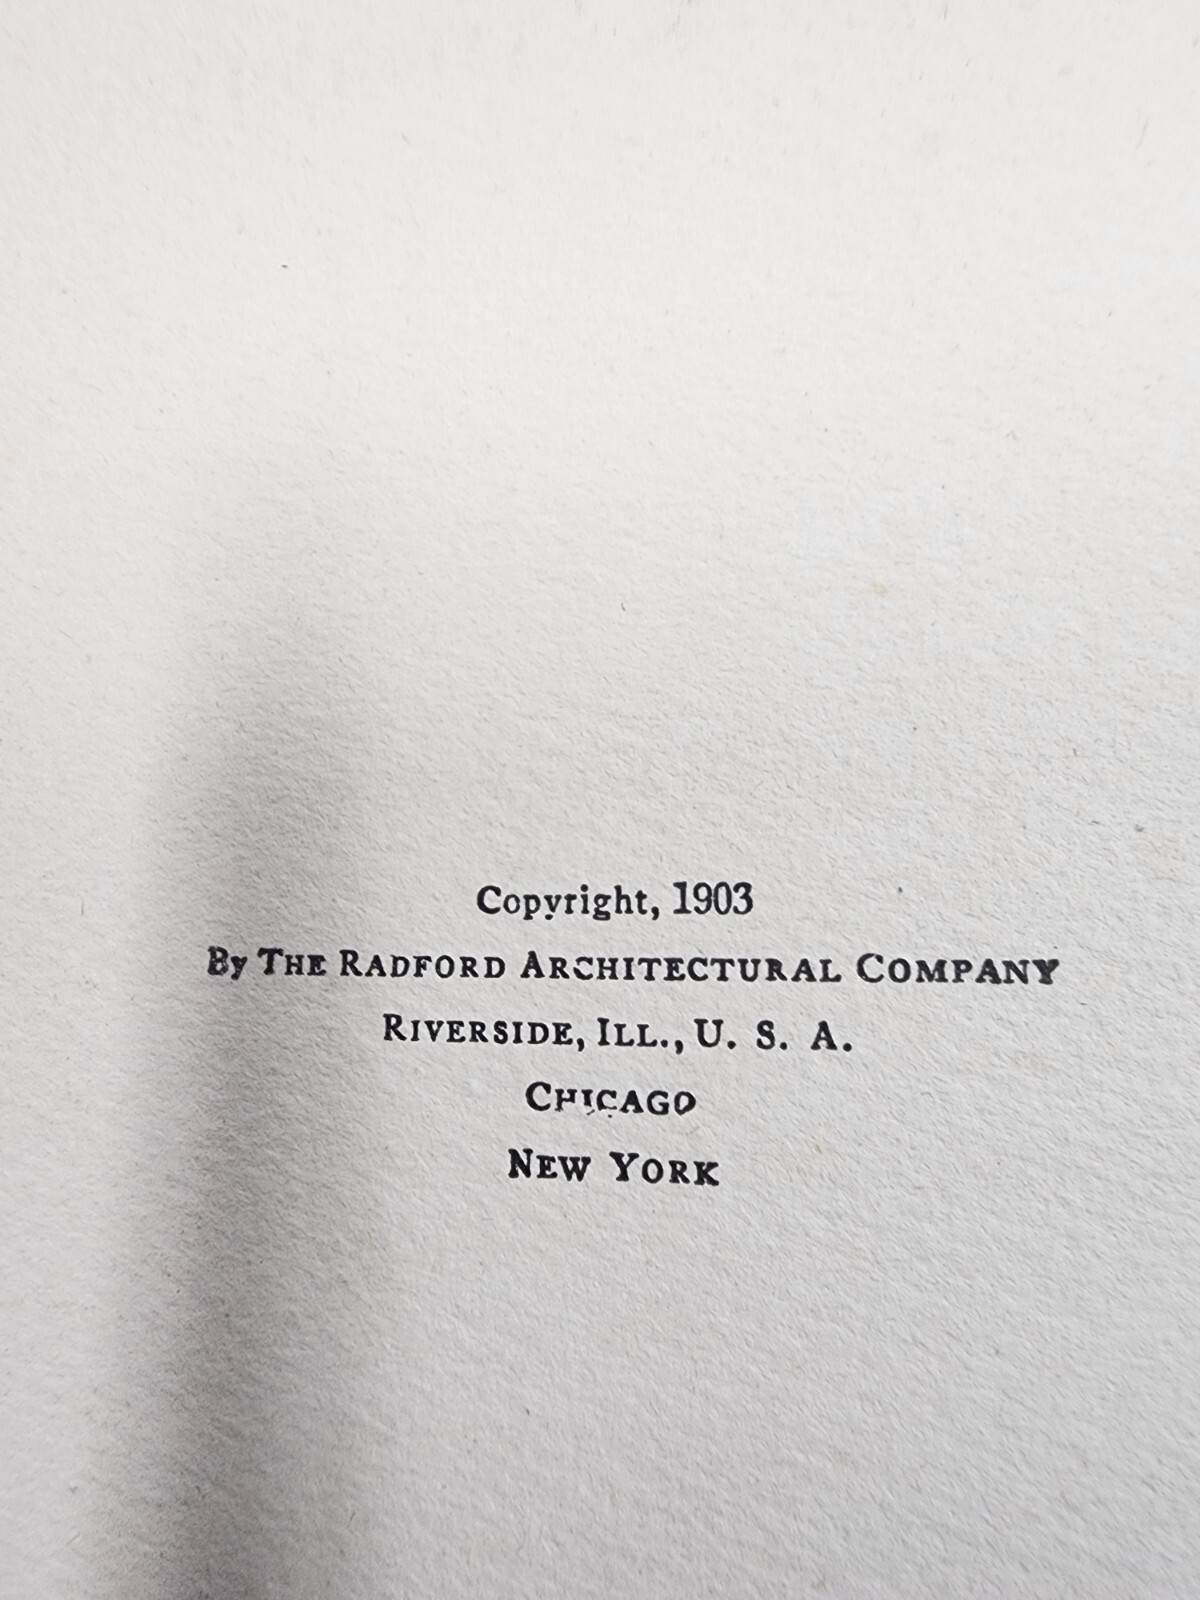 Copyright, 1903
By THE RADFORD ARCHITECTURAL COMPANY
RIVERSIDE, ILL., U. S. A.
CHICAGO
NEW YORK